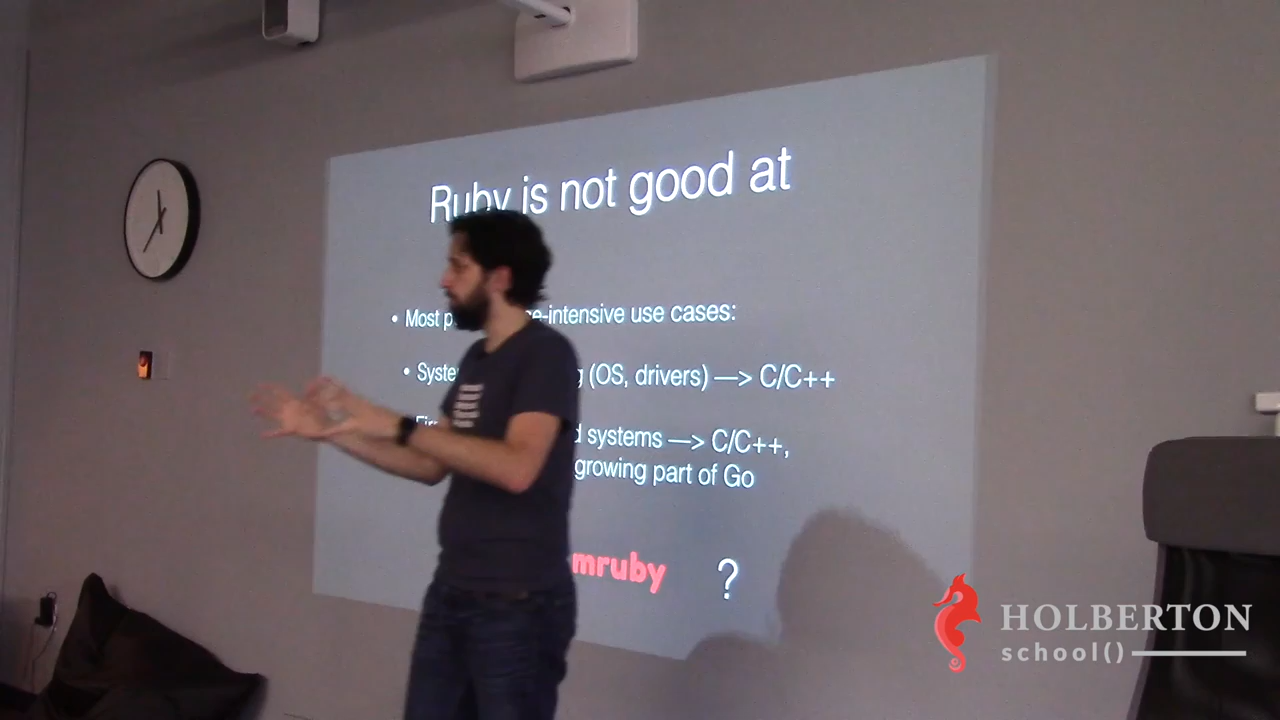 Ruby is not good at
• Most -intensive use cases:
• (OS, drivers) —> C/C++
systems —> C/C++,
growing part of Go
mruby ?
HOLBERTON
school()